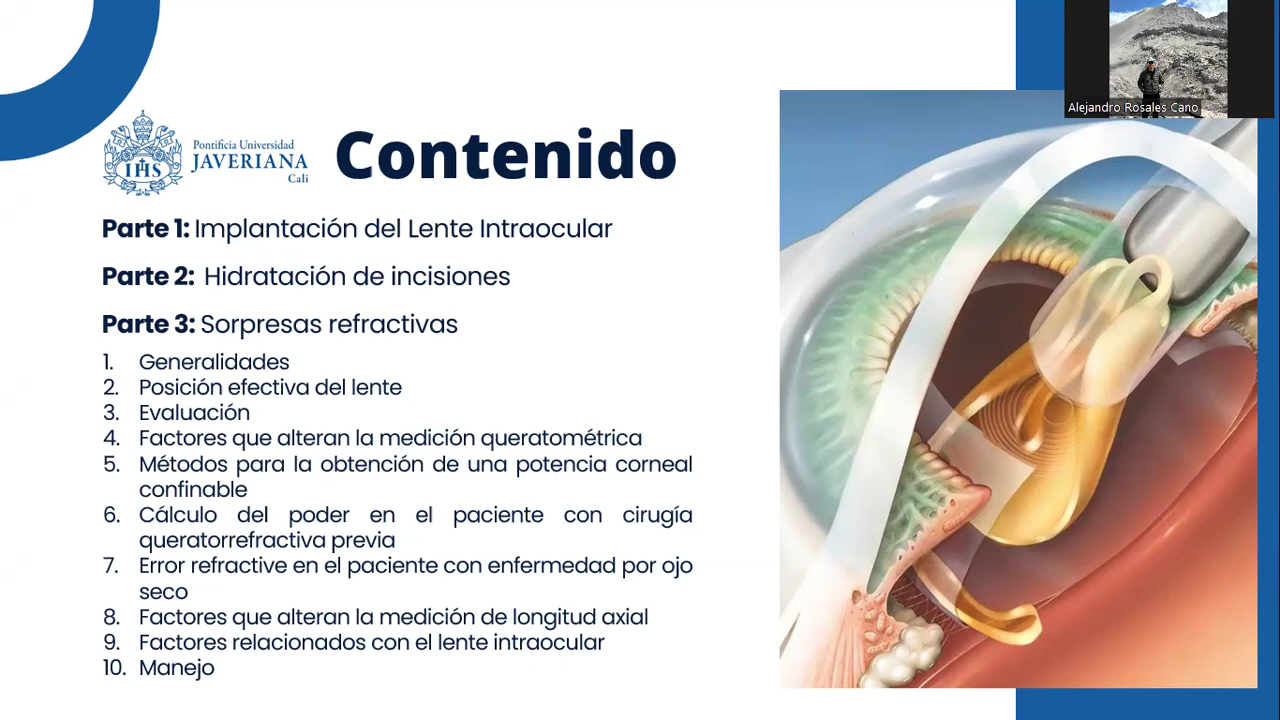 Alejandro Rosales Cano
Pontificia Universidad
JAVERIANA
Cali
IHS
Contenido
Parte 1: Implantación del Lente Intraocular
Parte 2: Hidratación de incisiones
Parte 3: Sorpresas refractivas
1. Generalidades
2. Posición efectiva del lente
3. Evaluación
4. Factores que alteran la medición queratométrica
5. Métodos para la obtención de una potencia corneal
confinable
6. Cálculo del poder en el paciente con cirugía
queratorrefractiva previa
7. Error refractive en el paciente con enfermedad por ojo
seco
8. Factores que alteran la medición de longitud axial
9. Factores relacionados con el lente intraocular
10. Manejo